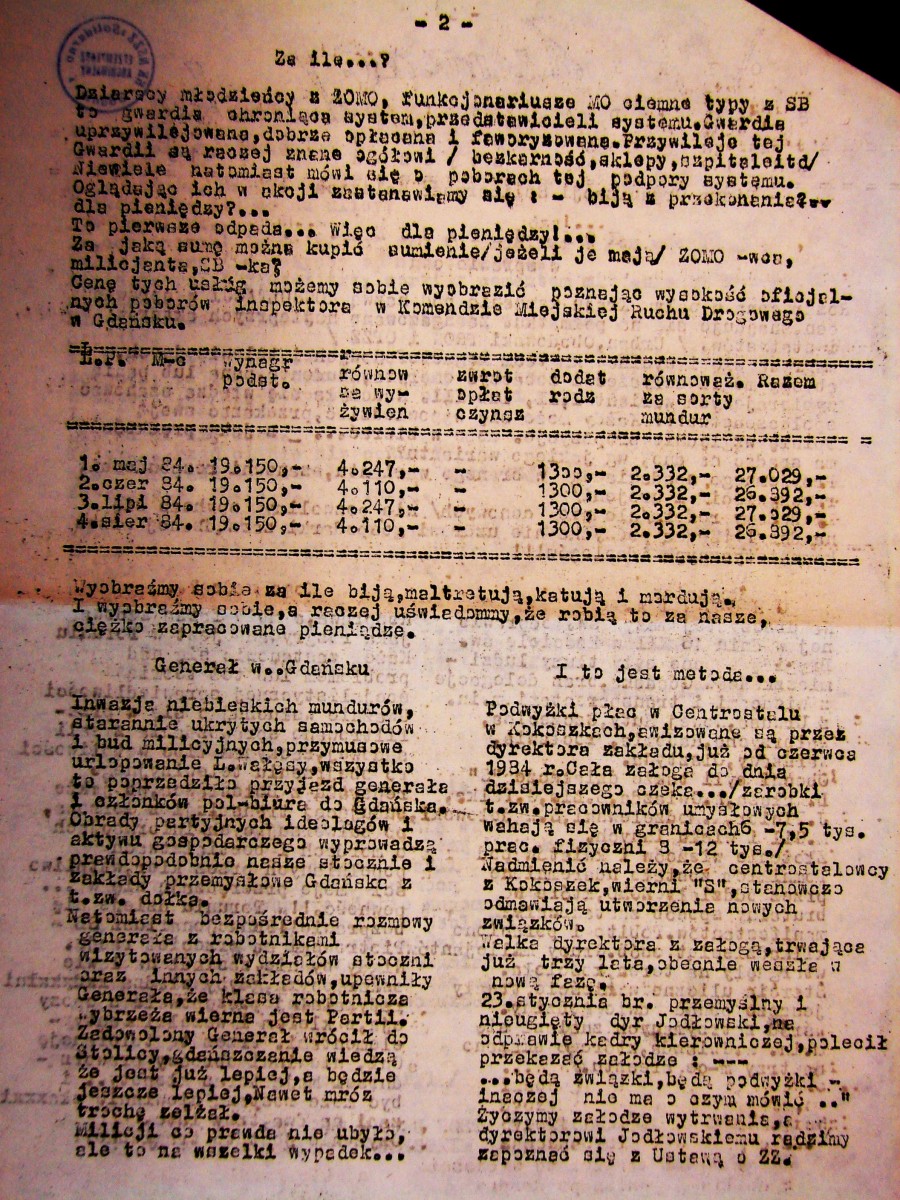 - 2 -
Za ile...?
Dziarscy młodzieńcy z ZOMO, funkcjonariusze MO ciemne typy z SB
to gwardia chroniąca system,przedstawicieli systemu.Gwardia
uprzywilejowana,dobrze opłacana i faworyzowana.Przywileje tej
Gwardii są raczej znane ogółowi / bezkarność,sklepy,szpitaleitd/
Niewiele natomiast mówi się o poborach tej podpory systemu.
Oglądając ich w akcji zastanawiamy się : - biją z przekonania?--
dla pieniędzy?...
To pierwsze odpada... Więc dla pieniędzy!...
Za jaką sumę można kupić sumienie/jeżeli je mają/ ZOMO -wca,
milicjanta,SB -ka?
Cenę tych usług możemy sobie wyobrazić poznając wysokość oficjal-
nych poborów inspektora w Komendzie Miejskiej Ruchu Drogowego
w Gdańsku.
L.P. M-c wynagr równow zwrot dodat równoważ. Razem
podst. za wy- opłat rodz za sorty
żywien czynsz mundur
1. maj 84. 19.150,- 4.247,- - 1300,- 2.332,- 27.029,-
2.czer 84. 19.150,- 4.110,- - 1300,- 2.332,- 26.892,-
3.lipi 84. 19.150,- 4.247,- - 1300,- 2.332,- 27.029,-
4.sier 84. 19.150,- 4.110,- - 1300,- 2.332,- 26.892,-
Wyobraźmy sobie za ile biją,maltretują,katują i mordują.
I wyobraźmy sobie,a raczej uświadommy,że robią to za nasze,
ciężko zapracowane pieniądze.
Generał w..Gdańsku
Inwazja niebieskich mundurów,
starannie ukrytych samochodów
i bud milicyjnych,przymusowe
urlopowanie L.Wałęsy,wszystko
to poprzedziło przyjazd generała
i członków pol-biura do Gdańska.
Obrady partyjnych ideologów i
aktywu gospodarczego wyprowadzą
prawdopodobnie nasze stocznie i
zakłady przemysłowe Gdańska z
t.zw. dołka.
Natomiast bezpośrednie rozmowy
generała z robotnikami
wizytowanych wydziałów stoczni
oraz innych zakładów,upewniły
Generała,że klasa robotnicza
Wybrzeża wierna jest Partii.
Zadowolony Generał wrócił do
Stolicy,gdańszczanie wiedzą
że jest już lepiej,a będzie
jeszcze lepiej,Nawet mróz
trochę zelżał.
Milicji co prawda nie ubyło,
ale to na wszelki wypadek...
I to jest metoda...
Podwyżki płac w Centrostalu
w Kokoszkach,awizowane są przez
dyrektora zakładu,już od czerwca
1984 r.Cała załoga do dnia
dzisiejszego czeka.../zarobki
t.zw.pracowników umysłowych
wahają się w granicach6 -7,5 tys.
prac. fizyczni 8 -12 tys./
Nadmienić należy,że centrostalowcy
z Kokoszek,wierni "S",stanowczo
odmawiają utworzenia nowych
związków.
Walka dyrektora z załogą,trwająca
już trzy lata,obecnie weszła w
nową fazę.
23.stycznia br. przemyślny i
nieugięty dyr Jodłowski,na
odprawie kadry kierowniczej,polecił
przekazać załodze : ---
...będą związki,będą podwyżki -
inaczej nie ma o czym mówić .."
Życzymy załodze wytrwania,a
dyrektorowi Jodłowskiemu radzimy
zapoznać się z Ustawą o ZZ.